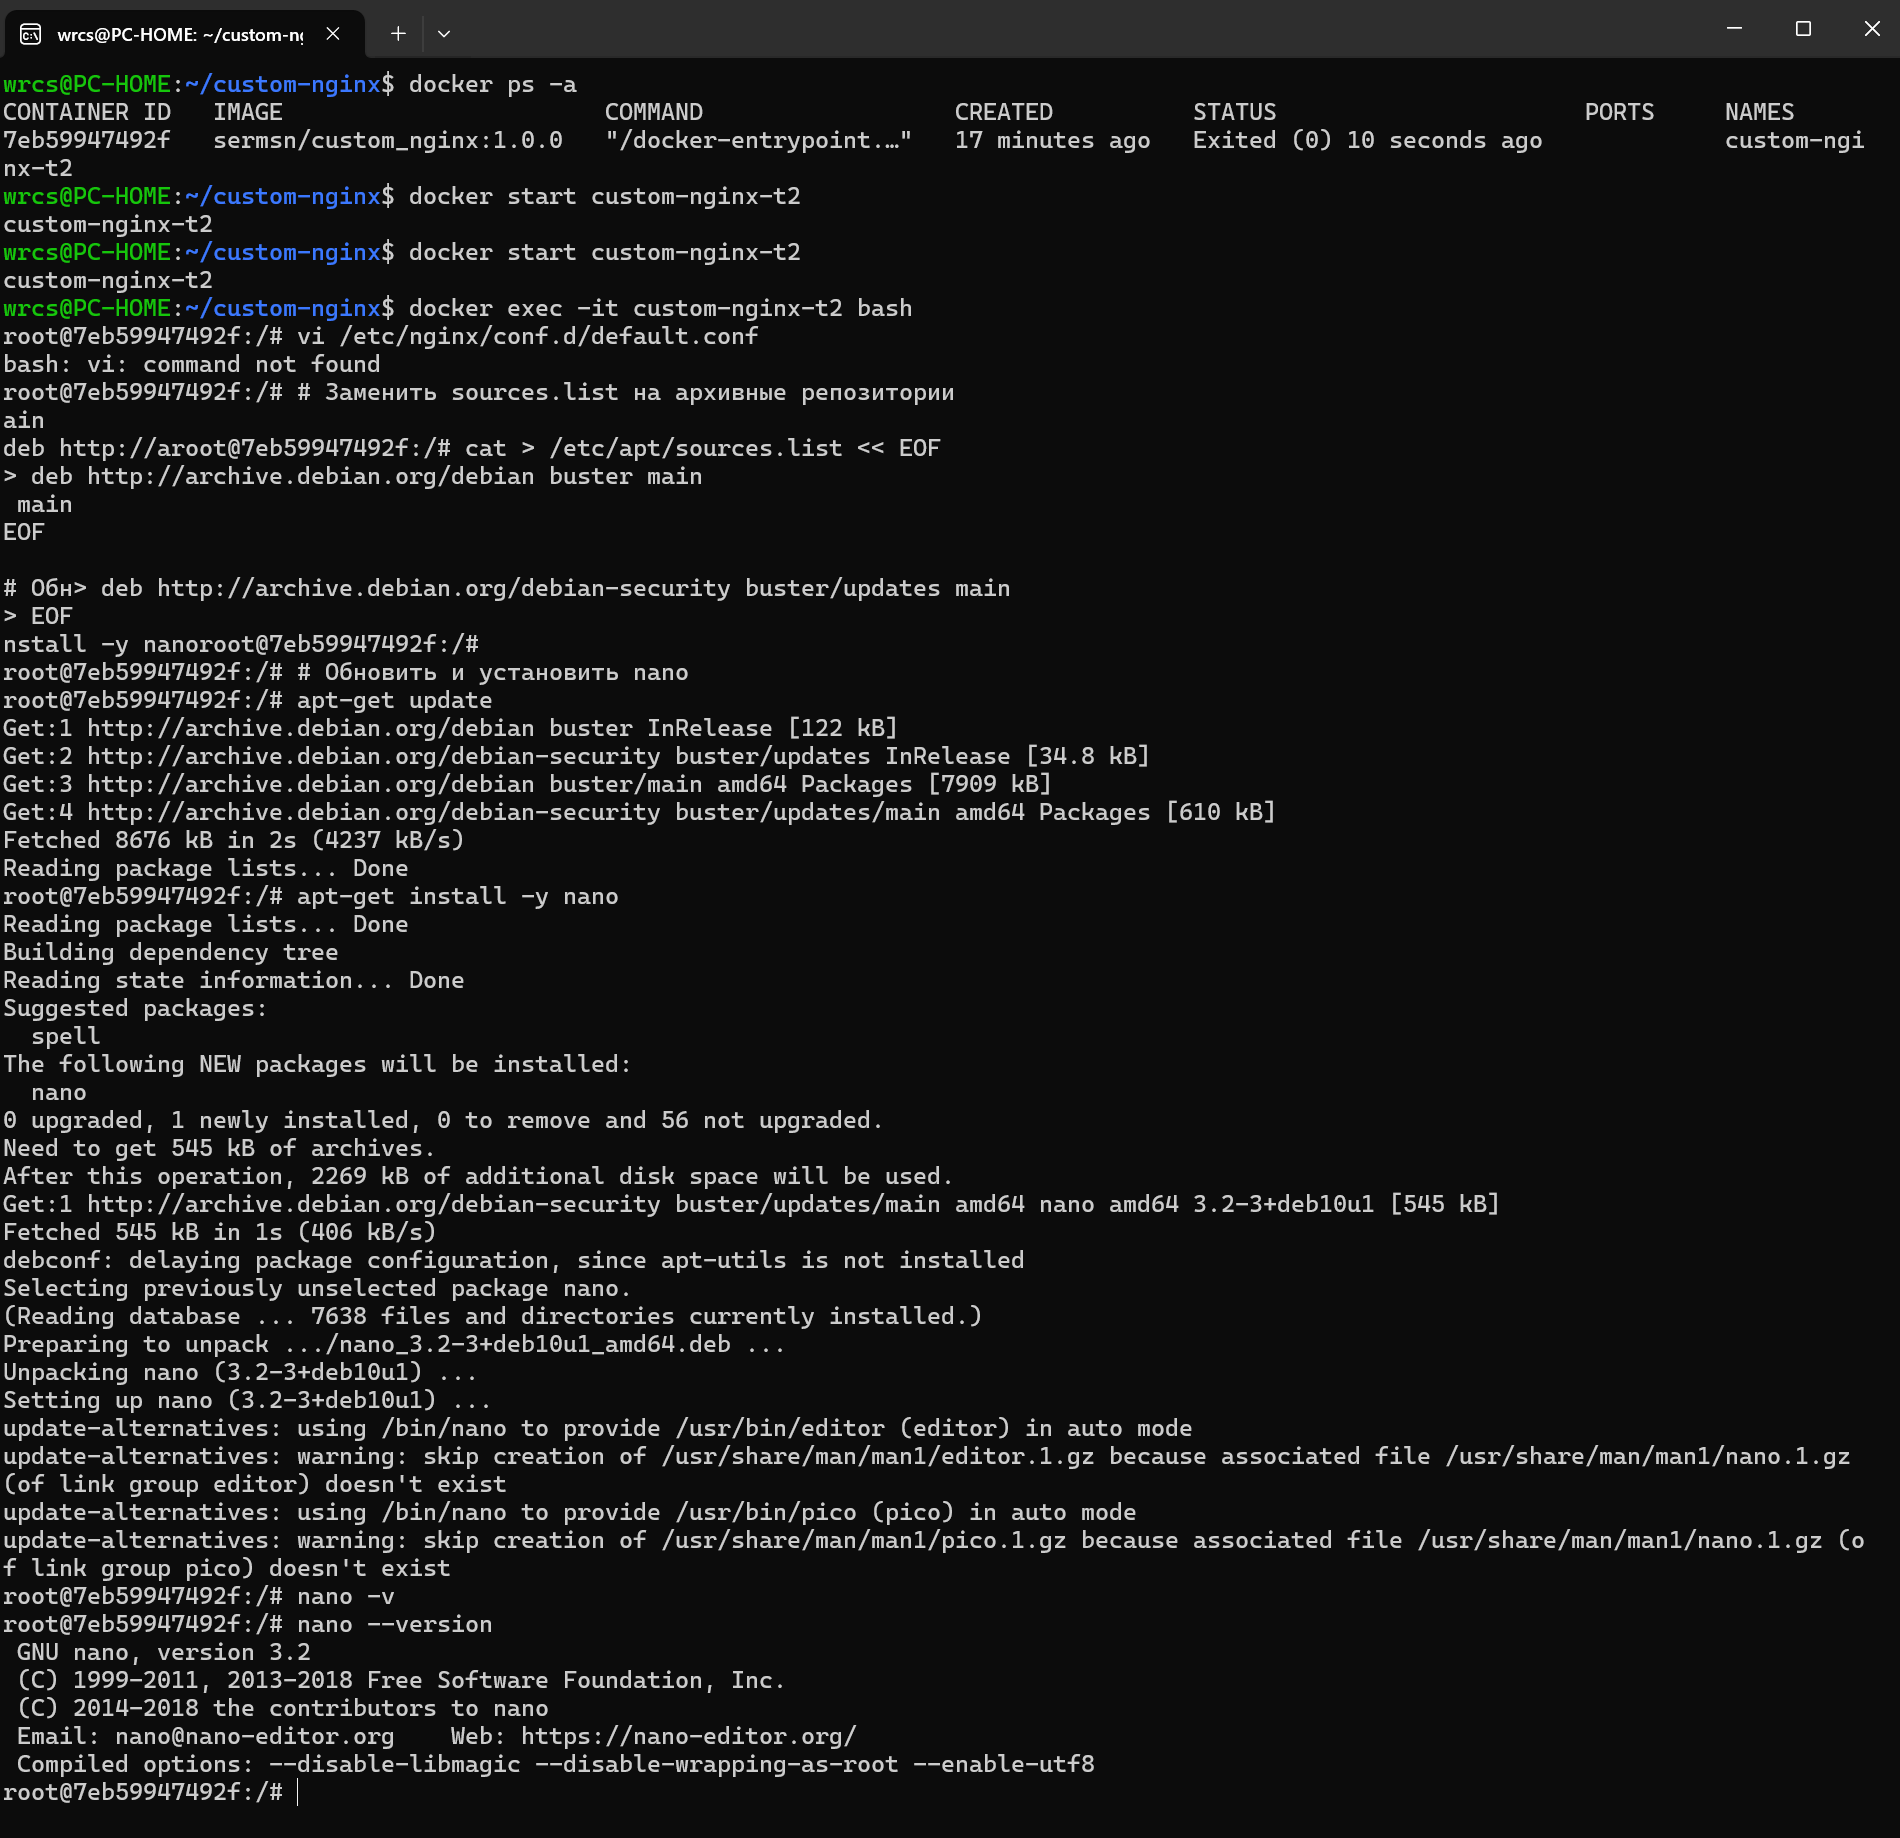 wrcs@PC-HOME: ~/custom-ng
wrcs@PC-HOME:~/custom-nginx$ docker ps -a
CONTAINER ID   IMAGE                       COMMAND                  CREATED          STATUS                      PORTS     NAMES
7eb59947492f   sermsn/custom_nginx:1.0.0   "/docker-entrypoint.…"   17 minutes ago   Exited (0) 10 seconds ago             custom-ngi
nx-t2
wrcs@PC-HOME:~/custom-nginx$ docker start custom-nginx-t2
custom-nginx-t2
wrcs@PC-HOME:~/custom-nginx$ docker start custom-nginx-t2
custom-nginx-t2
wrcs@PC-HOME:~/custom-nginx$ docker exec -it custom-nginx-t2 bash
root@7eb59947492f:/# vi /etc/nginx/conf.d/default.conf
bash: vi: command not found
root@7eb59947492f:/# # Заменить sources.list на архивные репозитории
ain
deb http://aroot@7eb59947492f:/# cat > /etc/apt/sources.list << EOF
> deb http://archive.debian.org/debian buster main
 main
EOF

# Обн> deb http://archive.debian.org/debian-security buster/updates main
> EOF
nstall -y nanoroot@7eb59947492f:/#
root@7eb59947492f:/# # Обновить и установить nano
root@7eb59947492f:/# apt-get update
Get:1 http://archive.debian.org/debian buster InRelease [122 kB]
Get:2 http://archive.debian.org/debian-security buster/updates InRelease [34.8 kB]
Get:3 http://archive.debian.org/debian buster/main amd64 Packages [7909 kB]
Get:4 http://archive.debian.org/debian-security buster/updates/main amd64 Packages [610 kB]
Fetched 8676 kB in 2s (4237 kB/s)
Reading package lists... Done
root@7eb59947492f:/# apt-get install -y nano
Reading package lists... Done
Building dependency tree
Reading state information... Done
Suggested packages:
  spell
The following NEW packages will be installed:
  nano
0 upgraded, 1 newly installed, 0 to remove and 56 not upgraded.
Need to get 545 kB of archives.
After this operation, 2269 kB of additional disk space will be used.
Get:1 http://archive.debian.org/debian-security buster/updates/main amd64 nano amd64 3.2-3+deb10u1 [545 kB]
Fetched 545 kB in 1s (406 kB/s)
debconf: delaying package configuration, since apt-utils is not installed
Selecting previously unselected package nano.
(Reading database ... 7638 files and directories currently installed.)
Preparing to unpack .../nano_3.2-3+deb10u1_amd64.deb ...
Unpacking nano (3.2-3+deb10u1) ...
Setting up nano (3.2-3+deb10u1) ...
update-alternatives: using /bin/nano to provide /usr/bin/editor (editor) in auto mode
update-alternatives: warning: skip creation of /usr/share/man/man1/editor.1.gz because associated file /usr/share/man/man1/nano.1.gz
(of link group editor) doesn't exist
update-alternatives: using /bin/nano to provide /usr/bin/pico (pico) in auto mode
update-alternatives: warning: skip creation of /usr/share/man/man1/pico.1.gz because associated file /usr/share/man/man1/nano.1.gz (o
f link group pico) doesn't exist
root@7eb59947492f:/# nano -v
root@7eb59947492f:/# nano --version
 GNU nano, version 3.2
 (C) 1999-2011, 2013-2018 Free Software Foundation, Inc.
 (C) 2014-2018 the contributors to nano
 Email: nano@nano-editor.org    Web: https://nano-editor.org/
 Compiled options: --disable-libmagic --disable-wrapping-as-root --enable-utf8
root@7eb59947492f:/#